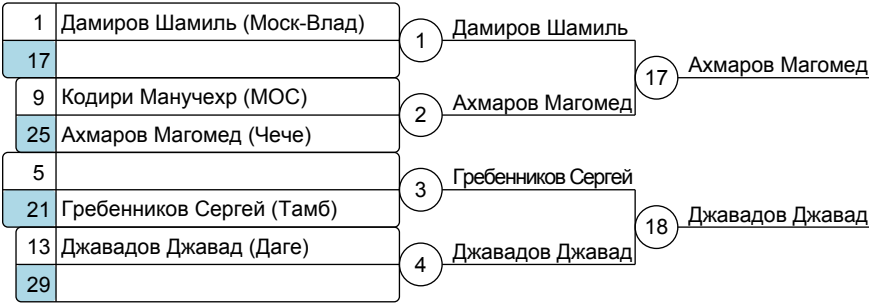 1 Дамиров Шамиль (Моск-Влад)
17
9 Кодири Манучехр (МОС)
25 Ахмаров Магомед (Чече)
5
21 Гребенников Сергей (Тамб)
13 Джавадов Джавад (Даге)
29
1 Дамиров Шамиль
2 Ахмаров Магомед
3 Гребенников Сергей
4 Джавадов Джавад
17 Ахмаров Магомед
18 Джавадов Джавад